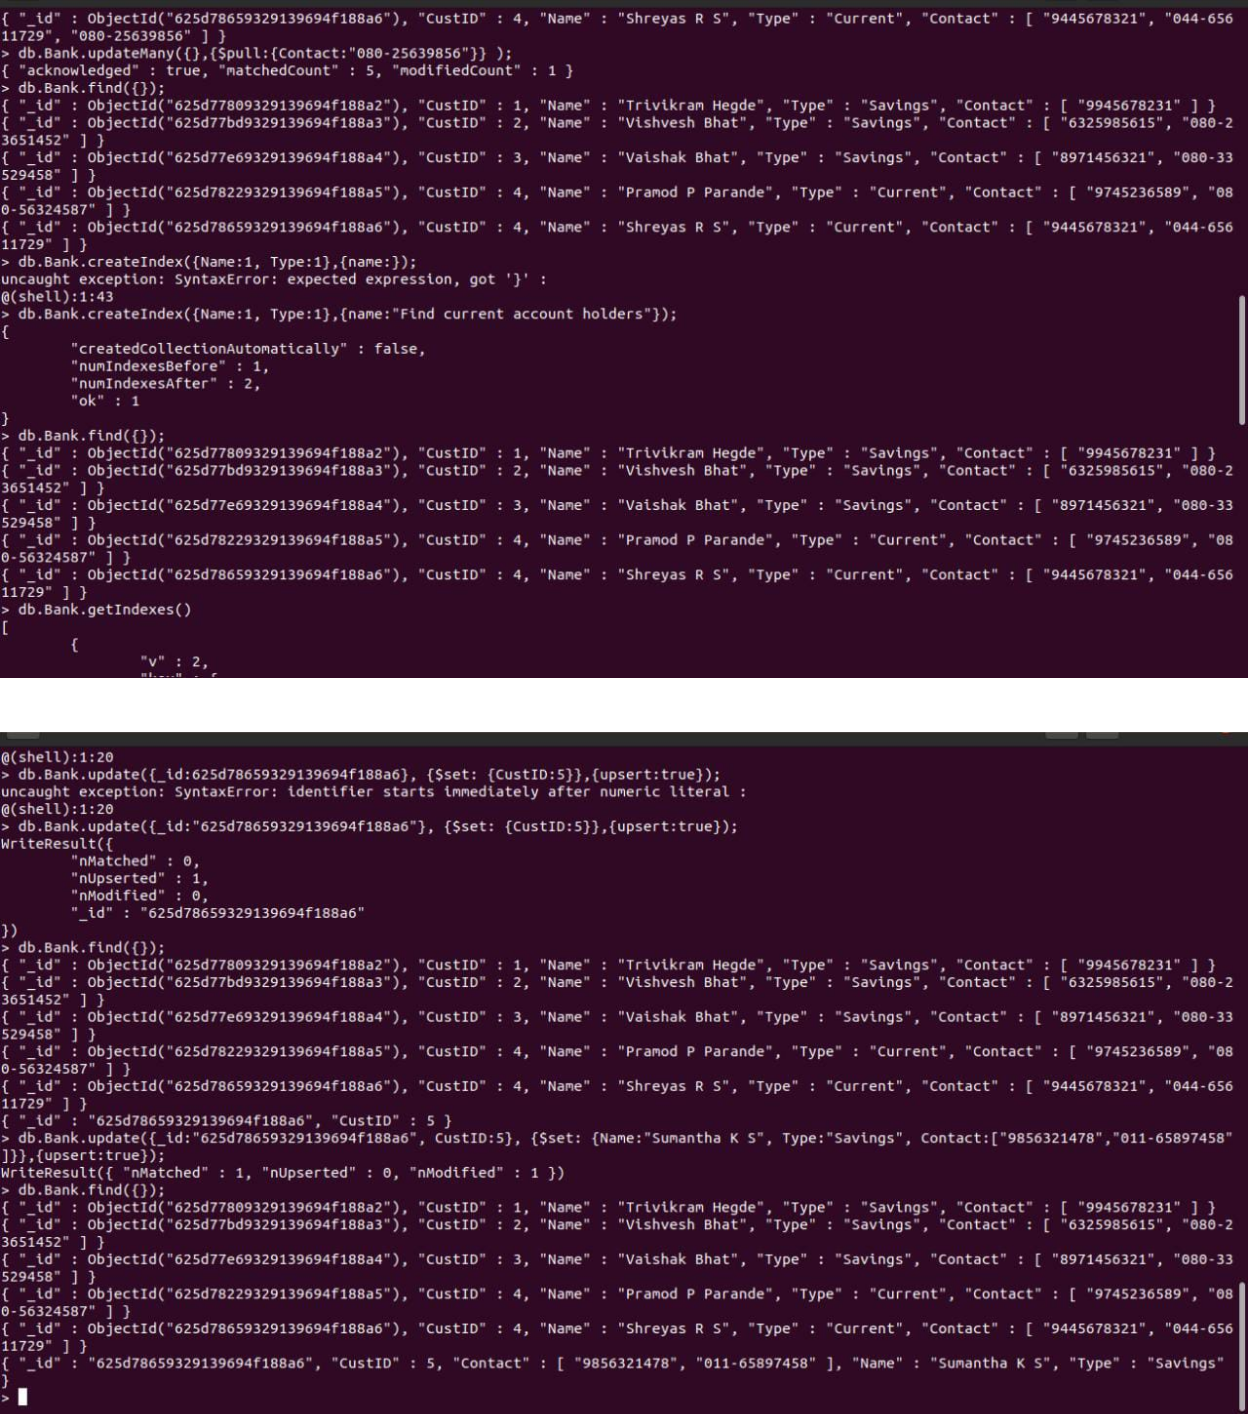 { "_id" : ObjectId("625d78659329139694f188a6"), "CustID" : 4, "Name" : "Shreyas R S", "Type" : "Current", "Contact" : [ "9445678321", "044-656
11729", "080-25639856" ] }
> db.Bank.updateMany({},{$pull:{Contact:"080-25639856"}} );
{ "acknowledged" : true, "matchedCount" : 5, "modifiedCount" : 1 }
> db.Bank.find({});
{ "_id" : ObjectId("625d77809329139694f188a2"), "CustID" : 1, "Name" : "Trivikram Hegde", "Type" : "Savings", "Contact" : [ "9945678231" ] }
{ "_id" : ObjectId("625d77bd9329139694f188a3"), "CustID" : 2, "Name" : "Vishvesh Bhat", "Type" : "Savings", "Contact" : [ "6325985615", "080-2
3651452" ] }
{ "_id" : ObjectId("625d77e69329139694f188a4"), "CustID" : 3, "Name" : "Vaishak Bhat", "Type" : "Savings", "Contact" : [ "8971456321", "080-33
529458" ] }
{ "_id" : ObjectId("625d78229329139694f188a5"), "CustID" : 4, "Name" : "Pramod P Parande", "Type" : "Current", "Contact" : [ "9745236589", "08
0-56324587" ] }
{ "_id" : ObjectId("625d78659329139694f188a6"), "CustID" : 4, "Name" : "Shreyas R S", "Type" : "Current", "Contact" : [ "9445678321", "044-656
11729" ] }
> db.Bank.createIndex({Name:1, Type:1},{name:});
uncaught exception: SyntaxError: expected expression, got '}' :
@(shell):1:43
> db.Bank.createIndex({Name:1, Type:1},{name:"Find current account holders"});
{
"createdCollectionAutomatically" : false,
"numIndexesBefore" : 1,
"numIndexesAfter" : 2,
"ok" : 1
}
> db.Bank.find({});
{ "_id" : ObjectId("625d77809329139694f188a2"), "CustID" : 1, "Name" : "Trivikram Hegde", "Type" : "Savings", "Contact" : [ "9945678231" ] }
{ "_id" : ObjectId("625d77bd9329139694f188a3"), "CustID" : 2, "Name" : "Vishvesh Bhat", "Type" : "Savings", "Contact" : [ "6325985615", "080-2
3651452" ] }
{ "_id" : ObjectId("625d77e69329139694f188a4"), "CustID" : 3, "Name" : "Vaishak Bhat", "Type" : "Savings", "Contact" : [ "8971456321", "080-33
529458" ] }
{ "_id" : ObjectId("625d78229329139694f188a5"), "CustID" : 4, "Name" : "Pramod P Parande", "Type" : "Current", "Contact" : [ "9745236589", "08
0-56324587" ] }
{ "_id" : ObjectId("625d78659329139694f188a6"), "CustID" : 4, "Name" : "Shreyas R S", "Type" : "Current", "Contact" : [ "9445678321", "044-656
11729" ] }
> db.Bank.getIndexes()
[
{
"v" : 2,
"key" : {
@(shell):1:20
> db.Bank.update({_id:625d78659329139694f188a6}, {$set: {CustID:5}},{upsert:true});
uncaught exception: SyntaxError: identifier starts immediately after numeric literal :
@(shell):1:20
> db.Bank.update({_id:"625d78659329139694f188a6"}, {$set: {CustID:5}},{upsert:true});
WriteResult({
"nMatched" : 0,
"nUpserted" : 1,
"nModified" : 0,
"_id" : "625d78659329139694f188a6"
})
> db.Bank.find({});
{ "_id" : ObjectId("625d77809329139694f188a2"), "CustID" : 1, "Name" : "Trivikram Hegde", "Type" : "Savings", "Contact" : [ "9945678231" ] }
{ "_id" : ObjectId("625d77bd9329139694f188a3"), "CustID" : 2, "Name" : "Vishvesh Bhat", "Type" : "Savings", "Contact" : [ "6325985615", "080-2
3651452" ] }
{ "_id" : ObjectId("625d77e69329139694f188a4"), "CustID" : 3, "Name" : "Vaishak Bhat", "Type" : "Savings", "Contact" : [ "8971456321", "080-33
529458" ] }
{ "_id" : ObjectId("625d78229329139694f188a5"), "CustID" : 4, "Name" : "Pramod P Parande", "Type" : "Current", "Contact" : [ "9745236589", "08
0-56324587" ] }
{ "_id" : ObjectId("625d78659329139694f188a6"), "CustID" : 4, "Name" : "Shreyas R S", "Type" : "Current", "Contact" : [ "9445678321", "044-656
11729" ] }
{ "_id" : "625d78659329139694f188a6", "CustID" : 5 }
> db.Bank.update({_id:"625d78659329139694f188a6", CustID:5}, {$set: {Name:"Sumantha K S", Type:"Savings", Contact:["9856321478","011-65897458"
]}},{upsert:true});
WriteResult({ "nMatched" : 1, "nUpserted" : 0, "nModified" : 1 })
> db.Bank.find({});
{ "_id" : ObjectId("625d77809329139694f188a2"), "CustID" : 1, "Name" : "Trivikram Hegde", "Type" : "Savings", "Contact" : [ "9945678231" ] }
{ "_id" : ObjectId("625d77bd9329139694f188a3"), "CustID" : 2, "Name" : "Vishvesh Bhat", "Type" : "Savings", "Contact" : [ "6325985615", "080-2
3651452" ] }
{ "_id" : ObjectId("625d77e69329139694f188a4"), "CustID" : 3, "Name" : "Vaishak Bhat", "Type" : "Savings", "Contact" : [ "8971456321", "080-33
529458" ] }
{ "_id" : ObjectId("625d78229329139694f188a5"), "CustID" : 4, "Name" : "Pramod P Parande", "Type" : "Current", "Contact" : [ "9745236589", "08
0-56324587" ] }
{ "_id" : ObjectId("625d78659329139694f188a6"), "CustID" : 4, "Name" : "Shreyas R S", "Type" : "Current", "Contact" : [ "9445678321", "044-656
11729" ] }
{ "_id" : "625d78659329139694f188a6", "CustID" : 5, "Contact" : [ "9856321478", "011-65897458" ], "Name" : "Sumantha K S", "Type" : "Savings"
}
>